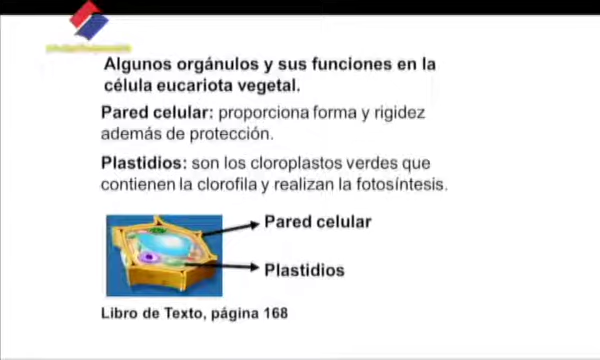 Algunos orgánulos y sus funciones en la
célula eucariota vegetal.
Pared celular: proporciona forma y rigidez
además de protección.
Plastidios: son los cloroplastos verdes que
contienen la clorofila y realizan la fotosíntesis.
Pared celular
Plastidios
Libro de Texto, página 168